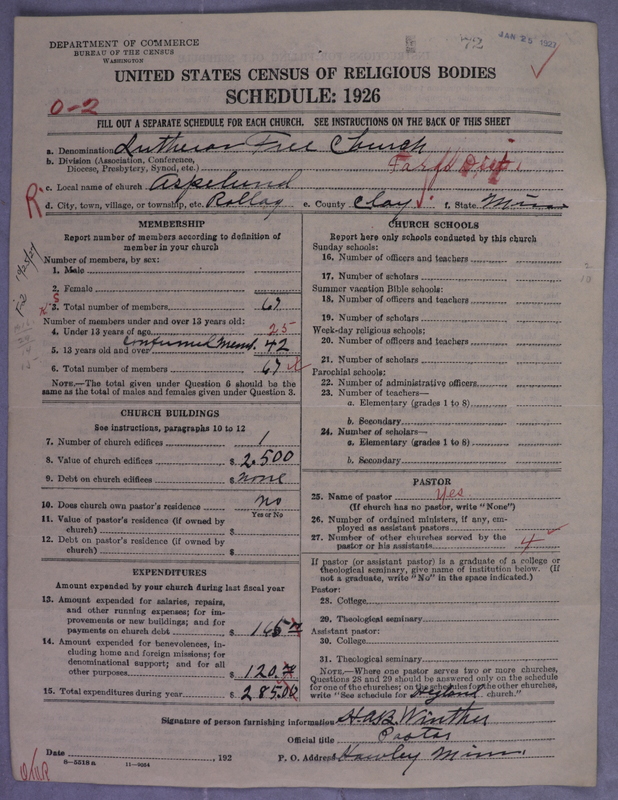 DEPARTMENT OF COMMERCE
BUREAU OF THE CENSUS
WASHINGTON
JAN 25 1927
UNITED STATES CENSUS OF RELIGIOUS BODIES
SCHEDULE: 1926
0-2
FILL OUT A SEPARATE SCHEDULE FOR EACH CHURCH. SEE INSTRUCTIONS ON THE BACK OF THIS SHEET
a. Denomination Lutheran Free Church
b. Division (Association, Conference,
Diocese, Presbytery, Synod, etc.) Fargo Dist.
R c. Local name of church Aspelund
d. City, town, village, or township, etc. Rollag e. County Clay f. State Minn
MEMBERSHIP
Report number of members according to definition of
member in your church
Number of members, by sex:
1. Male
2. Female
3. Total number of members 67
Number of members under and over 13 years old:
4. Under 13 years of age 25
5. 13 years old and over Confirmed Memb. 42
6. Total number of members 67
NOTE.—The total given under Question 6 should be the
same as the total of males and females given under Question 3.
CHURCH BUILDINGS
See instructions, paragraphs 10 to 12
7. Number of church edifices 1
8. Value of church edifices $ 2500
9. Debt on church edifices $ none
10. Does church own pastor's residence no
Yes or No
11. Value of pastor's residence (if owned by
church) $
12. Debt on pastor's residence (if owned by
church) $
EXPENDITURES
Amount expended by your church during last fiscal year
13. Amount expended for salaries, repairs,
and other running expenses; for im-
provements or new buildings; and for
payments on church debt $ 165
14. Amount expended for benevolences, in-
cluding home and foreign missions; for
denominational support; and for all
other purposes $ 120.
15. Total expenditures during year $ 285.00
CHURCH SCHOOLS
Report here only schools conducted by this church
Sunday schools:
16. Number of officers and teachers
17. Number of scholars
Summer vacation Bible schools:
18. Number of officers and teachers
19. Number of scholars
Week-day religious schools:
20. Number of officers and teachers
21. Number of scholars
Parochial schools:
22. Number of administrative officers
23. Number of teachers—
a. Elementary (grades 1 to 8)
b. Secondary
24. Number of scholars—
a. Elementary (grades 1 to 8)
b. Secondary
PASTOR
25. Name of pastor Yes
(If church has no pastor, write "None")
26. Number of ordained ministers, if any, em-
ployed as assistant pastors
27. Number of other churches served by the
pastor or his assistants 4
If pastor (or assistant pastor) is a graduate of a college or
theological seminary, give name of institution below. (If
not a graduate, write "No" in the space indicated.)
Pastor:
28. College
29. Theological seminary
Assistant pastor:
30. College
31. Theological seminary
NOTE.—Where one pastor serves two or more churches,
Questions 28 and 29 should be answered only on the schedule
for one of the churches; on the schedules for the other churches,
write "See schedule for church."
Signature of person furnishing information H.A.B. Winther
Official title Pastor
Date , 192 P. O. Address Hawley Minn.
8—5518 a 11—9034